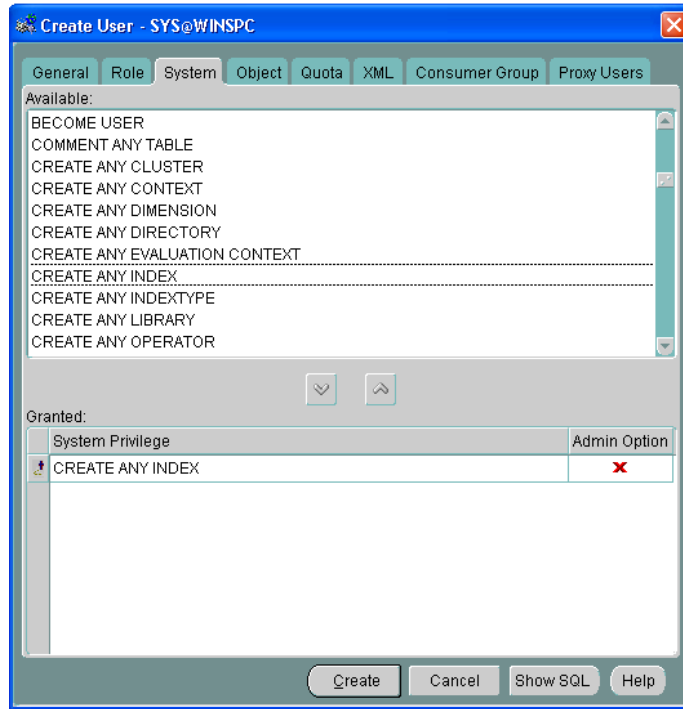 Create User - SYS@WINSPC
General Role System Object Quota XML Consumer Group Proxy Users
Available:
BECOME USER
COMMENT ANY TABLE
CREATE ANY CLUSTER
CREATE ANY CONTEXT
CREATE ANY DIMENSION
CREATE ANY DIRECTORY
CREATE ANY EVALUATION CONTEXT
CREATE ANY INDEX
CREATE ANY INDEXTYPE
CREATE ANY LIBRARY
CREATE ANY OPERATOR
Granted:
System Privilege Admin Option
CREATE ANY INDEX
Create Cancel Show SQL Help